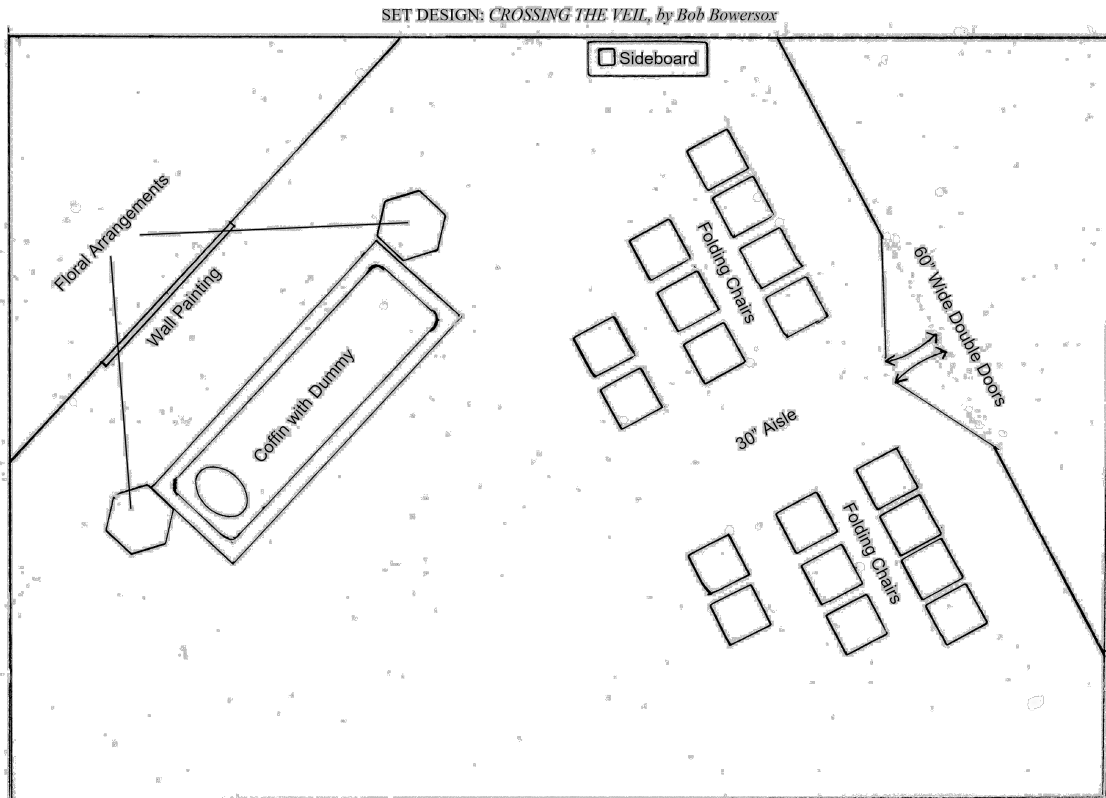 SET DESIGN: CROSSING THE VEIL, by Bob Bowersox
Sideboard
Floral Arrangements
Wall Painting
Coffin with Dummy
Folding Chairs
60" Wide Double Doors
30" Aisle
Folding Chairs